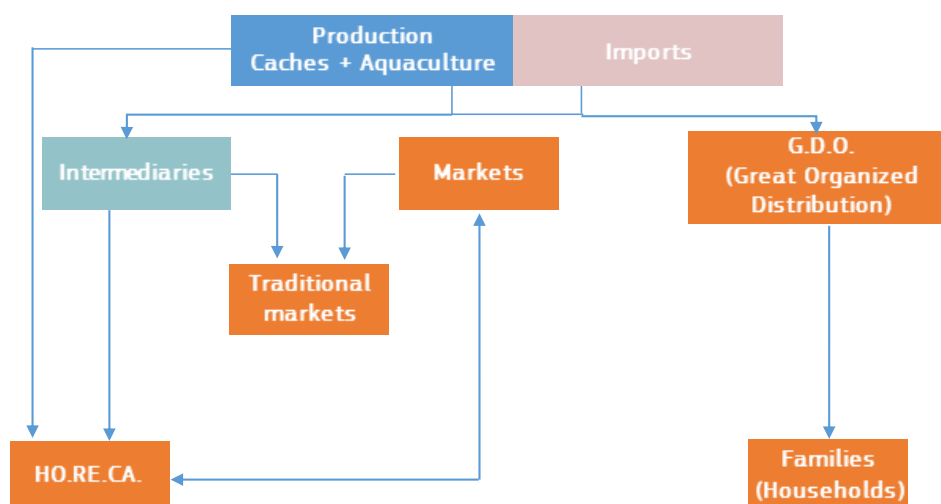 Production
Caches + Aquaculture
Imports
Intermediaries
Markets
G.D.O.
(Great Organized
Distribution)
Traditional
markets
HO.RE.CA.
Families
(Households)